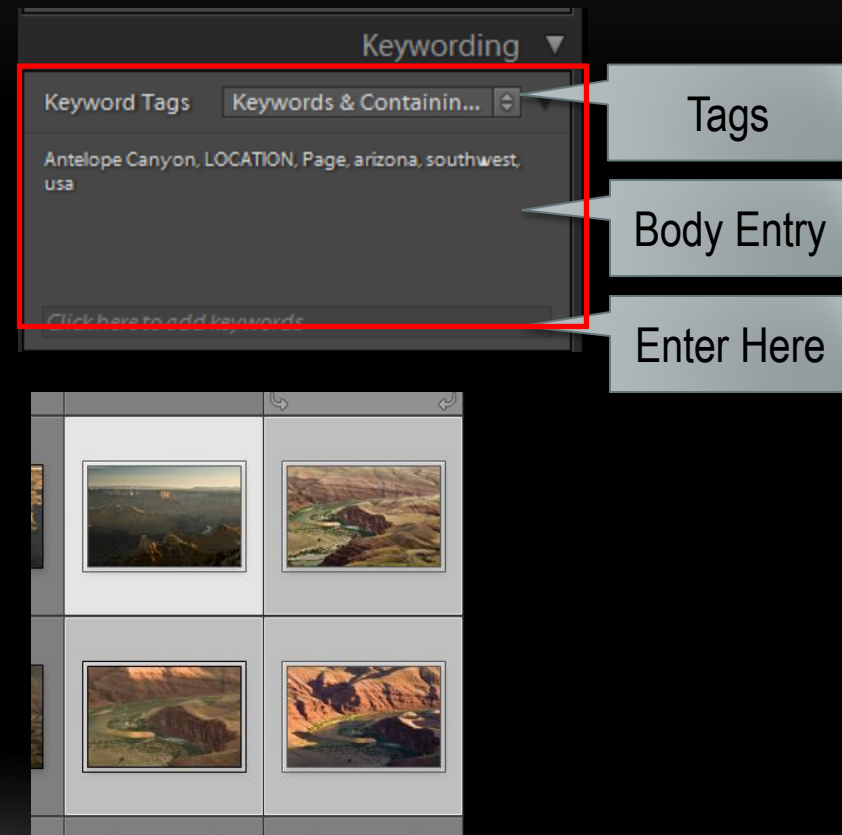 Keywording
Keyword Tags Keywords & Containin...
Tags
Antelope Canyon, LOCATION, Page, arizona, southwest,
usa
Body Entry
Click here to add keywords
Enter Here